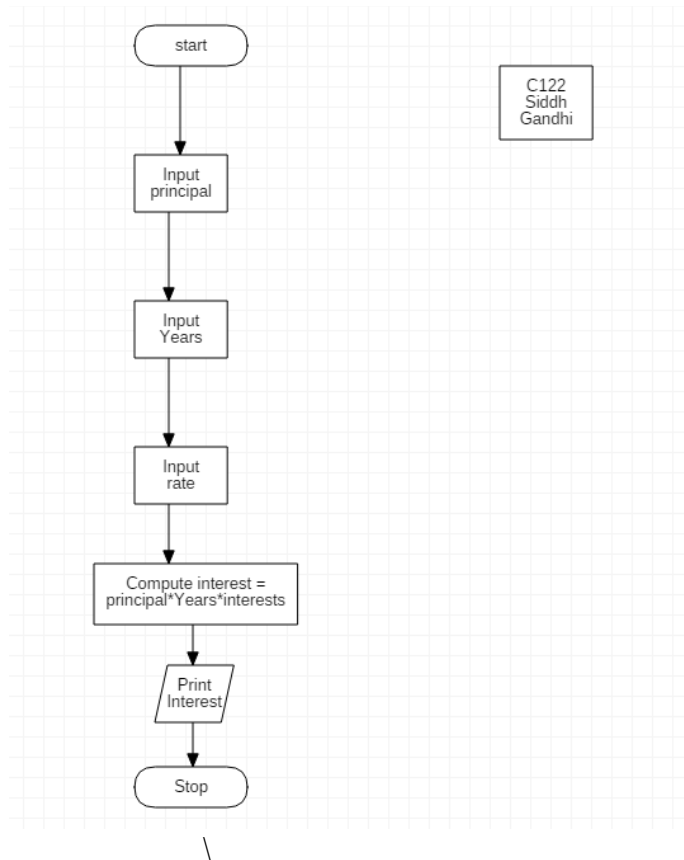 start
C122
Siddh
Gandhi
Input
principal
Input
Years
Input
rate
Compute interest =
principal*Years*interests
Print
Interest
Stop